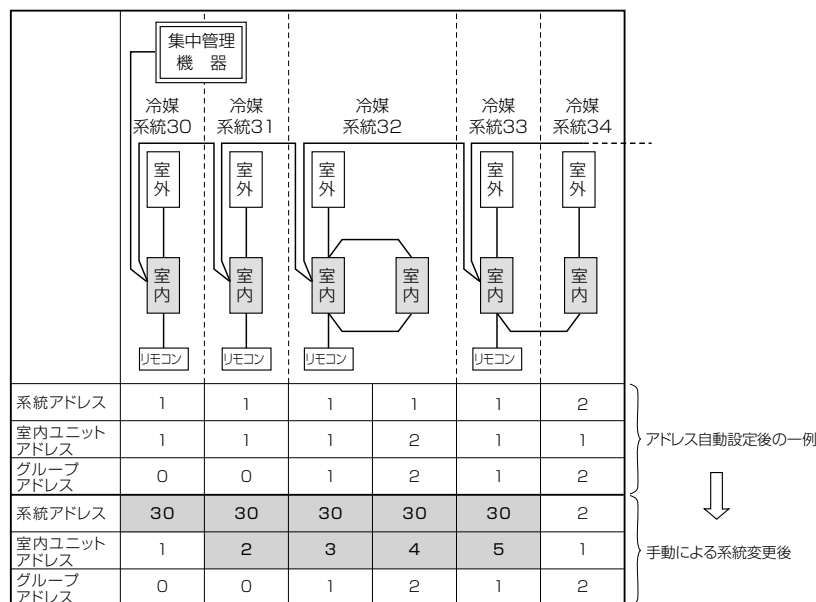 集中管理
機 器
冷媒
系統30
冷媒
系統31
冷媒
系統32
冷媒
系統33
冷媒
系統34
室外
室外
室外
室外
室外
室内
室内
室内
室内
室内
室内
リモコン
リモコン
リモコン
リモコン
系統アドレス 1 1 1 1 1 2
室内ユニット
アドレス 1 1 1 2 1 1
グループ
アドレス 0 0 1 2 1 2
アドレス自動設定後の一例
系統アドレス 30 30 30 30 30 2
室内ユニット
アドレス 1 2 3 4 5 1
グループ
アドレス 0 0 1 2 1 2
手動による系統変更後